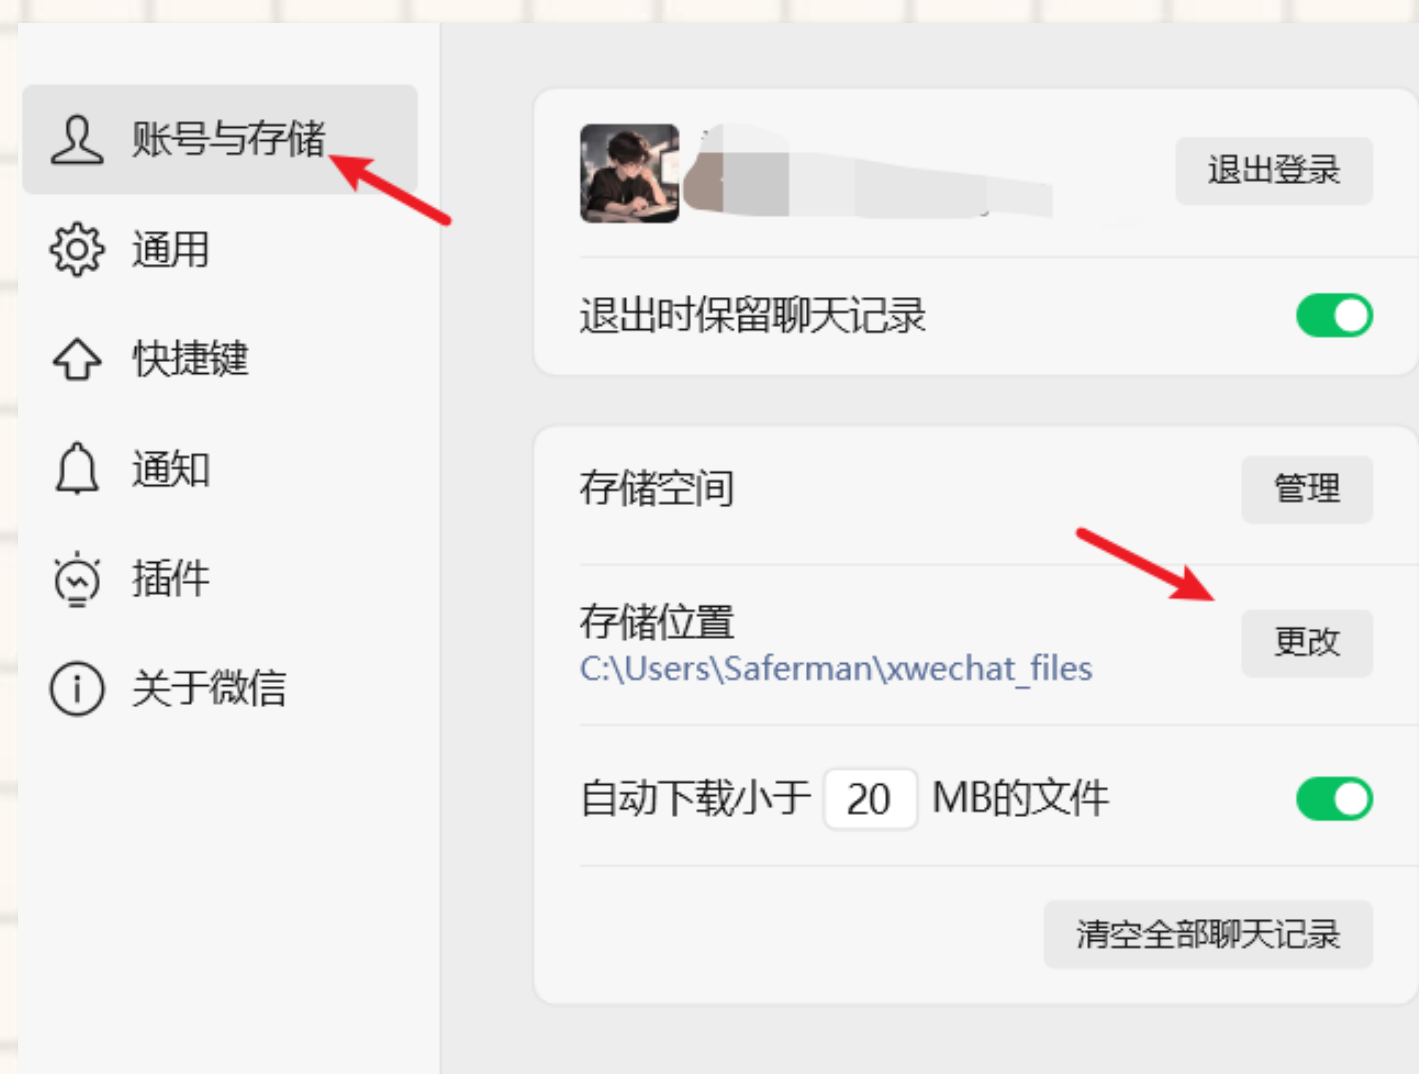 账号与存储
通用
快捷键
通知
插件
关于微信
退出登录
退出时保留聊天记录
存储空间
管理
存储位置
C:\Users\Saferman\xwechat_files
更改
自动下载小于 20 MB的文件
清空全部聊天记录